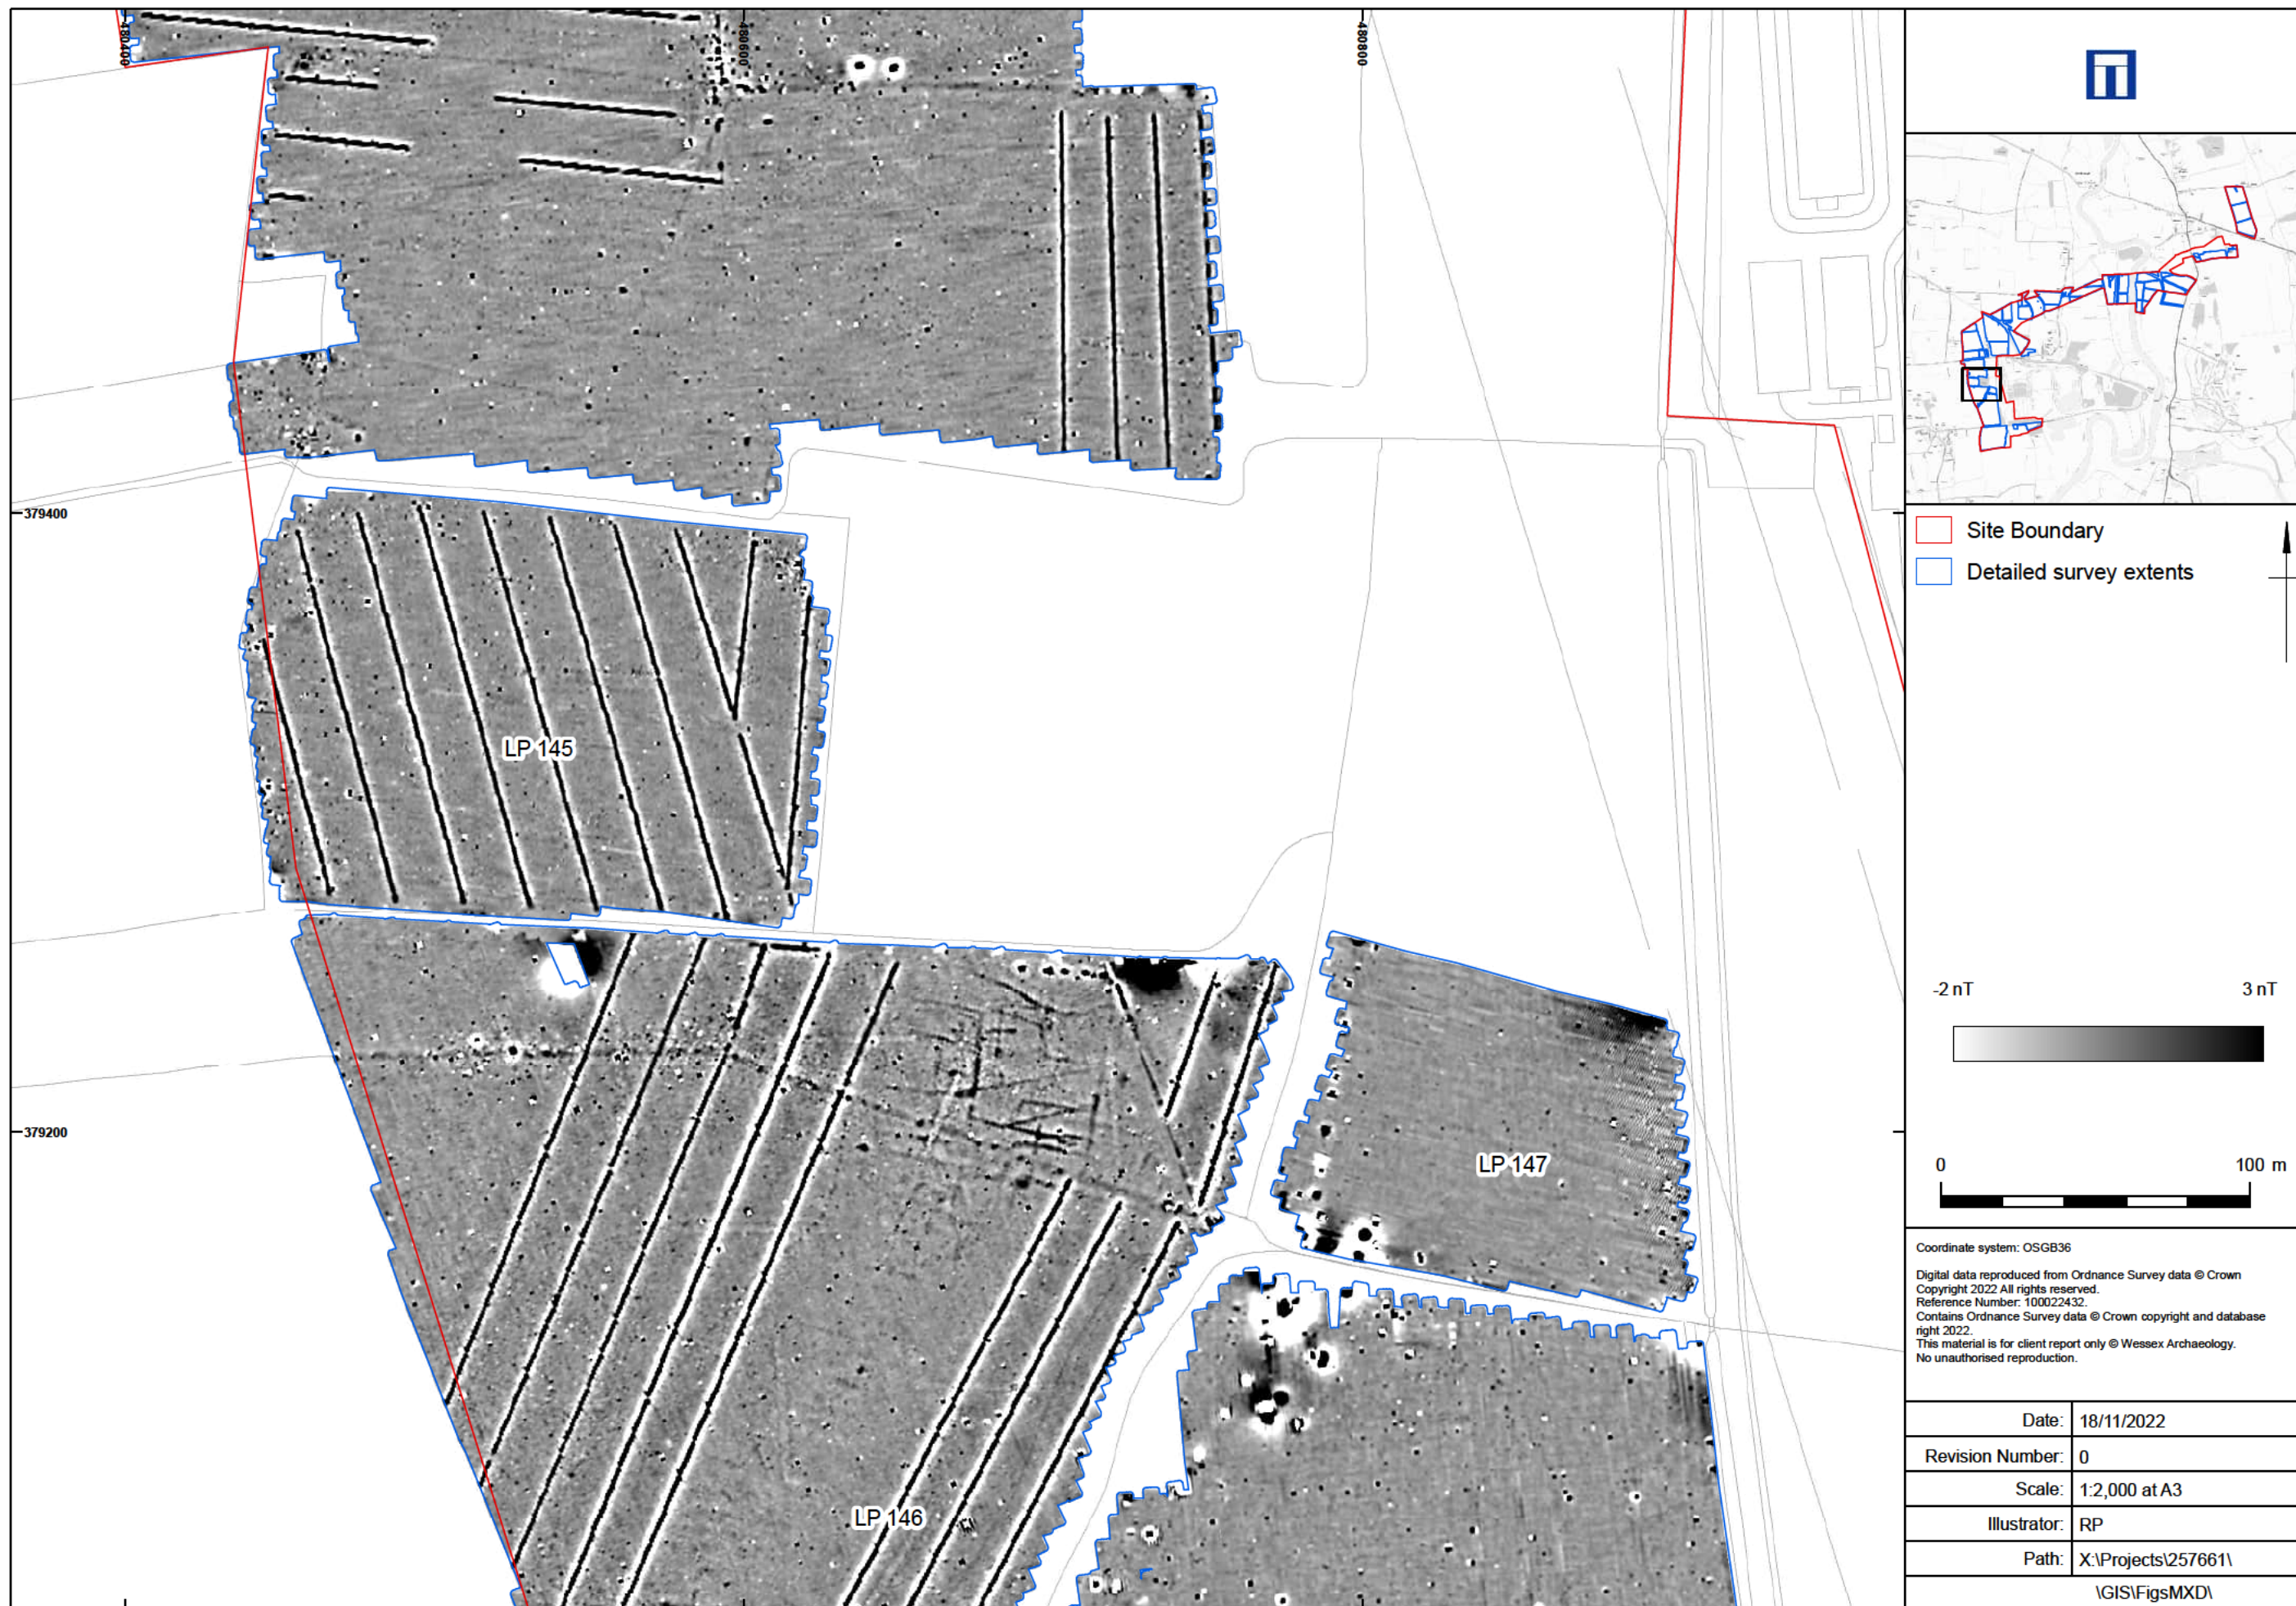 480400
480600
480800
379400
379200
LP 145
LP 146
LP 147
Site Boundary
Detailed survey extents
-2 nT
3 nT
0
100 m
Coordinate system: OSGB36
Digital data reproduced from Ordnance Survey data © Crown
Copyright 2022 All rights reserved.
Reference Number: 100022432.
Contains Ordnance Survey data © Crown copyright and database
right 2022.
This material is for client report only © Wessex Archaeology.
No unauthorised reproduction.
Date: 18/11/2022
Revision Number: 0
Scale: 1:2,000 at A3
Illustrator: RP
Path: X:\Projects\257661\
\GIS\FigsMXD\